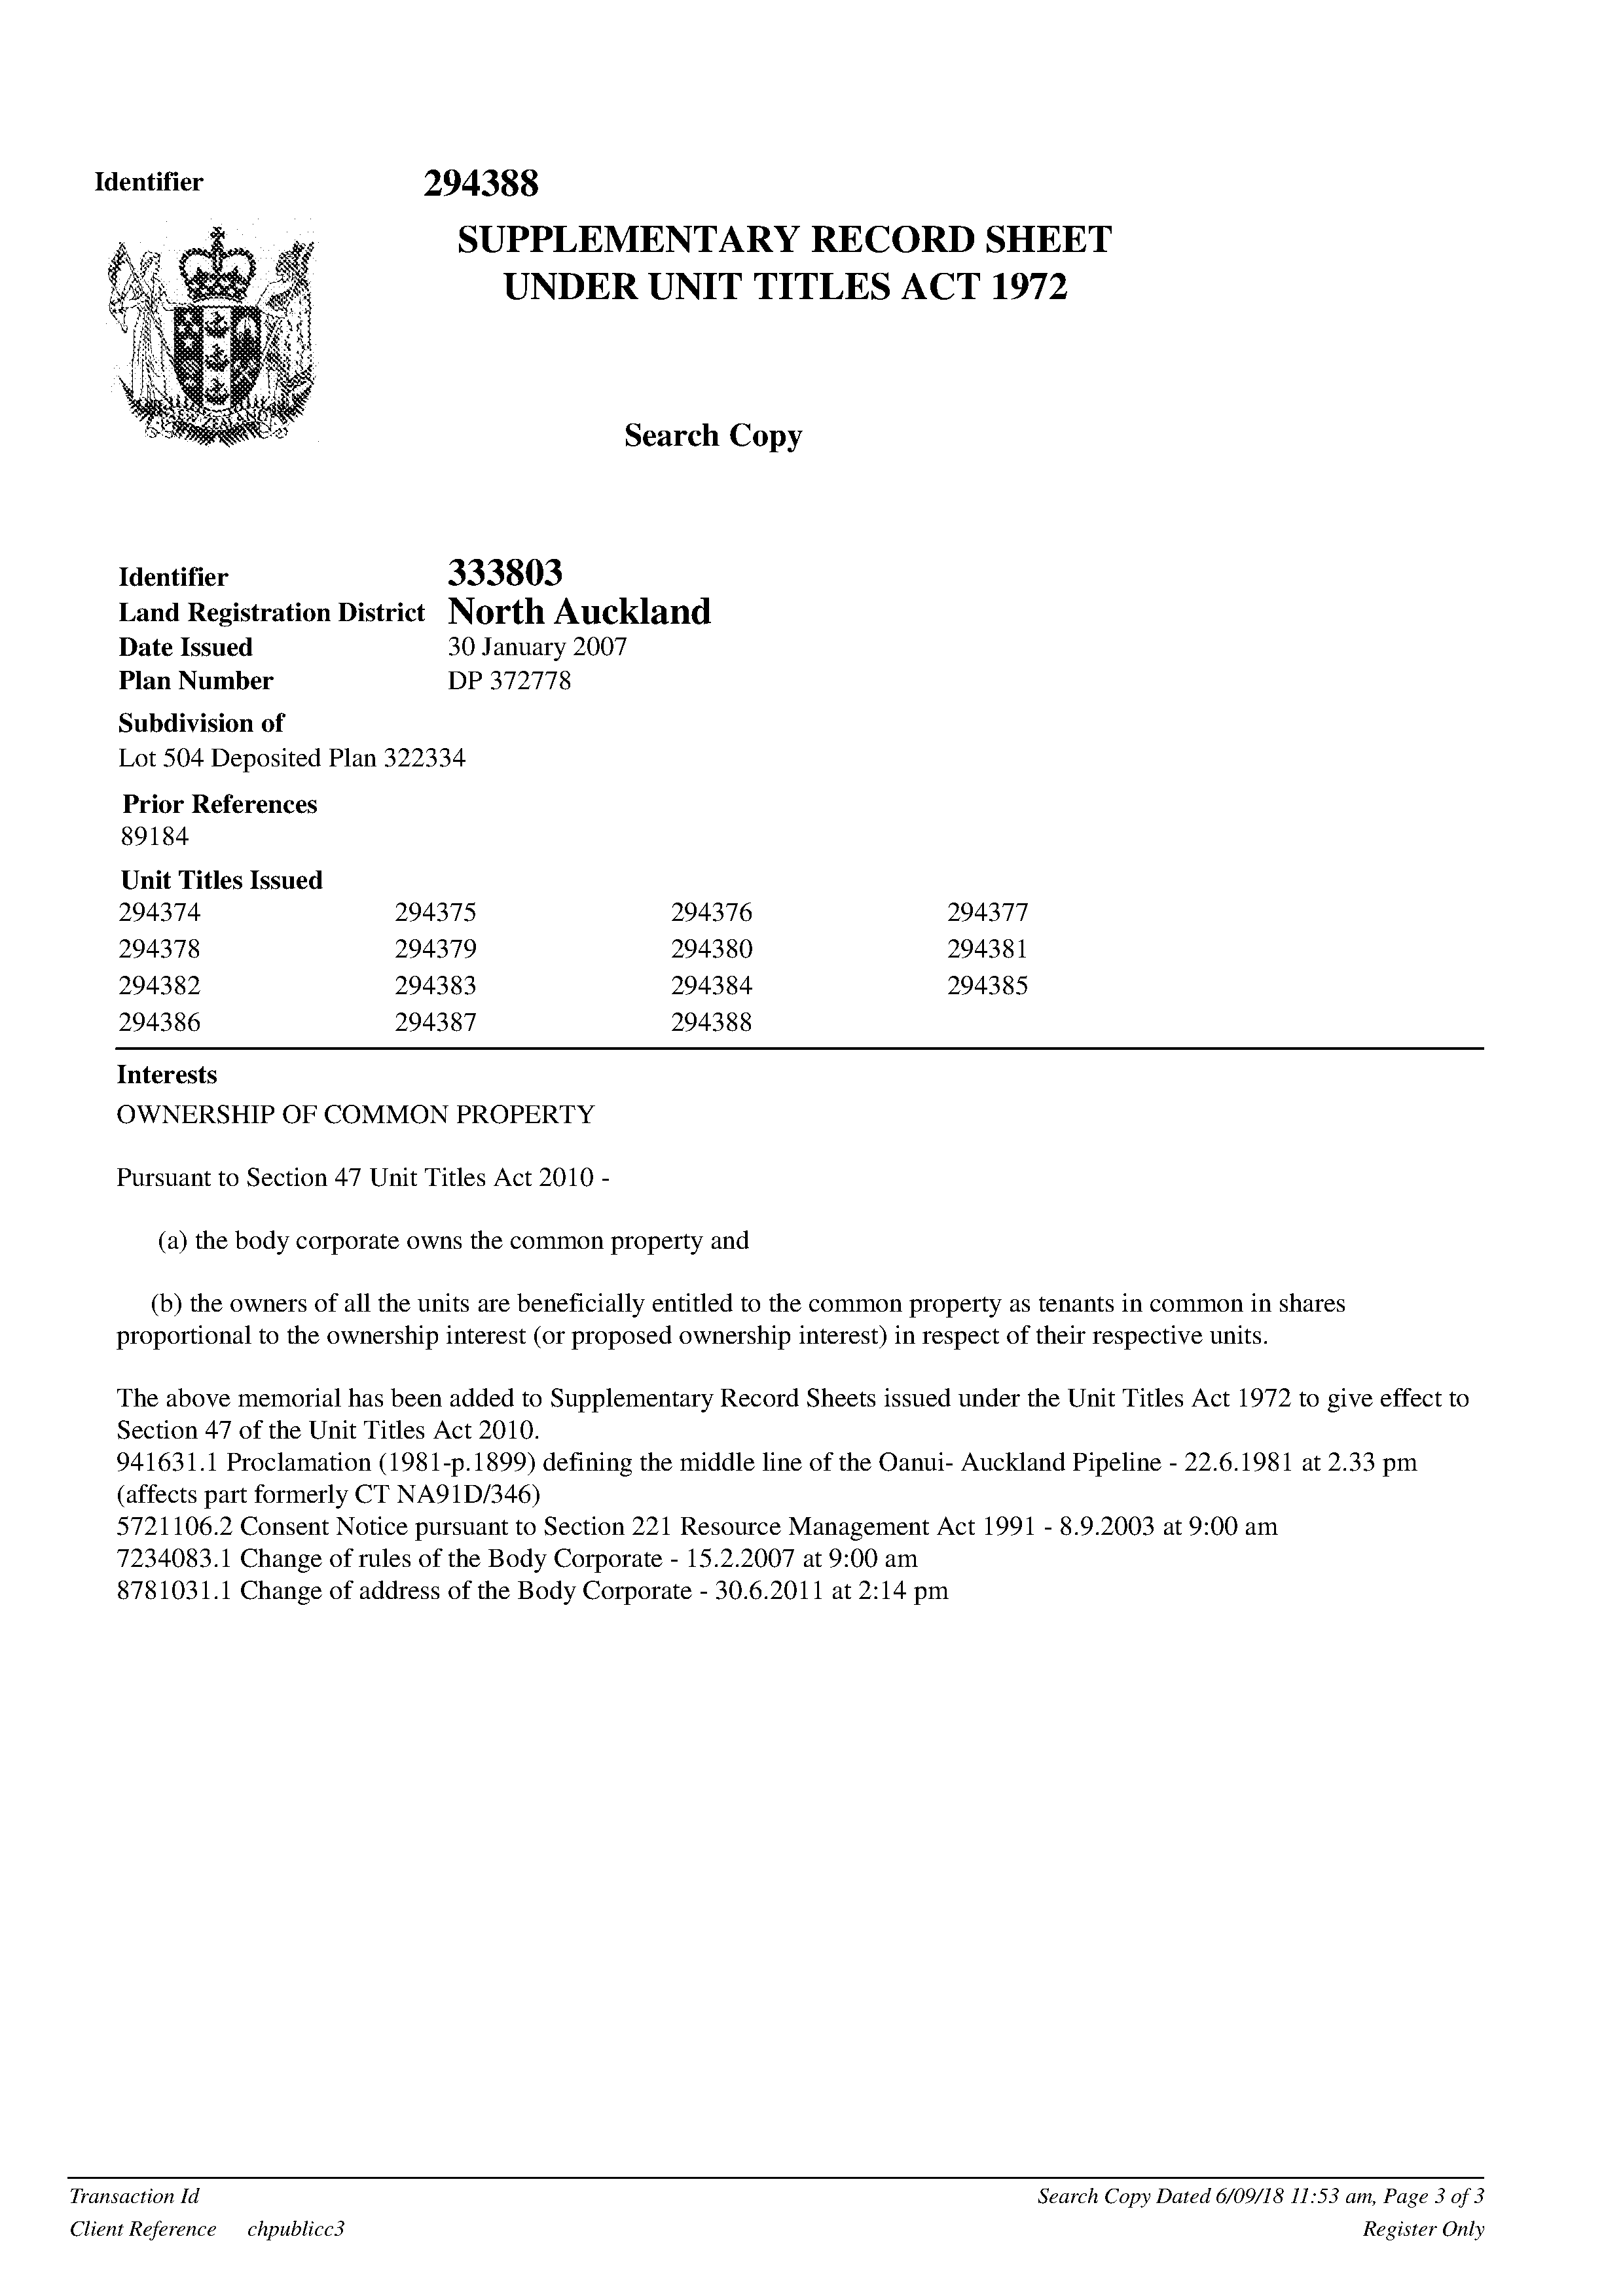 Identifier 294388
SUPPLEMENTARY RECORD SHEET
UNDER UNIT TITLES ACT 1972
NEW ZEALAND
Search Copy
Identifier 333803
Land Registration District North Auckland
Date Issued 30 January 2007
Plan Number DP 372778
Subdivision of
Lot 504 Deposited Plan 322334
Prior References
89184
Unit Titles Issued
294374 294375 294376 294377
294378 294379 294380 294381
294382 294383 294384 294385
294386 294387 294388
Interests
OWNERSHIP OF COMMON PROPERTY
Pursuant to Section 47 Unit Titles Act 2010 -
(a) the body corporate owns the common property and
(b) the owners of all the units are beneficially entitled to the common property as tenants in common in shares
proportional to the ownership interest (or proposed ownership interest) in respect of their respective units.
The above memorial has been added to Supplementary Record Sheets issued under the Unit Titles Act 1972 to give effect to
Section 47 of the Unit Titles Act 2010.
941631.1 Proclamation (1981-p.1899) defining the middle line of the Oanui- Auckland Pipeline - 22.6.1981 at 2.33 pm
(affects part formerly CT NA91D/346)
5721106.2 Consent Notice pursuant to Section 221 Resource Management Act 1991 - 8.9.2003 at 9:00 am
7234083.1 Change of rules of the Body Corporate - 15.2.2007 at 9:00 am
8781031.1 Change of address of the Body Corporate - 30.6.2011 at 2:14 pm
Transaction Id Search Copy Dated 6/09/18 11:53 am, Page 3 of 3
Client Reference chpublicc3 Register Only